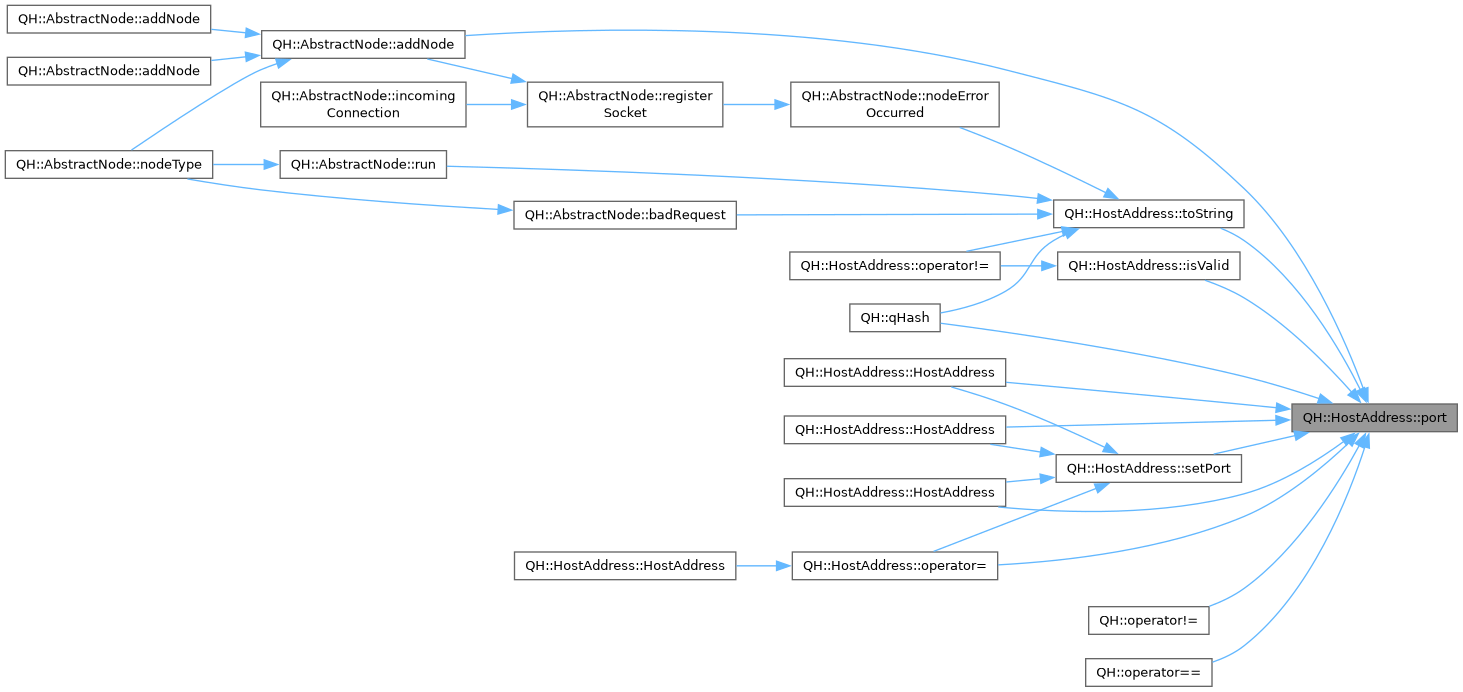 QH::AbstractNode::addNode
QH::AbstractNode::addNode
QH::AbstractNode::addNode
QH::AbstractNode::incoming
Connection
QH::AbstractNode::register
Socket
QH::AbstractNode::nodeError
Occurred
QH::AbstractNode::nodeType
QH::AbstractNode::run
QH::AbstractNode::badRequest
QH::HostAddress::toString
QH::HostAddress::operator!=
QH::HostAddress::isValid
QH::qHash
QH::HostAddress::HostAddress
QH::HostAddress::port
QH::HostAddress::HostAddress
QH::HostAddress::setPort
QH::HostAddress::HostAddress
QH::HostAddress::HostAddress
QH::HostAddress::operator=
QH::operator!=
QH::operator==